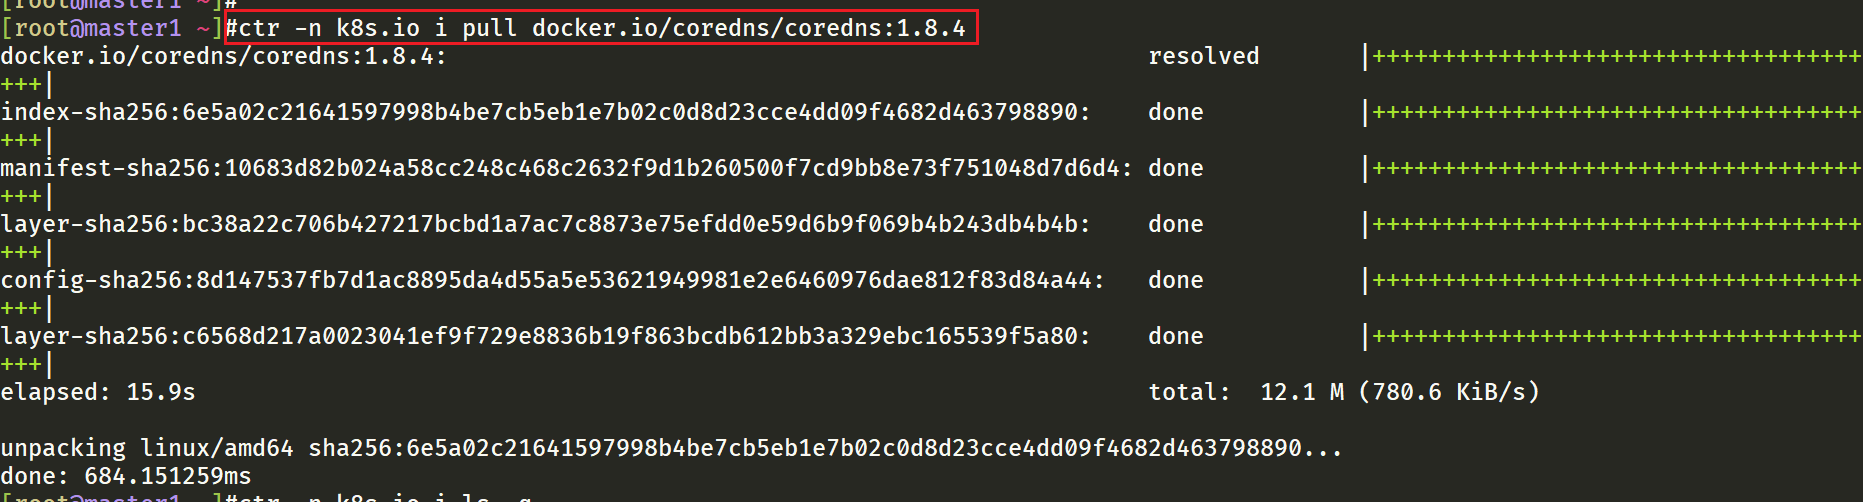 [root@master1 ~]#
[root@master1 ~]#ctr -n k8s.io i pull docker.io/coredns/coredns:1.8.4
docker.io/coredns/coredns:1.8.4: resolved |+++++++++++++++++++++++++++++++++++
+++|
index-sha256:6e5a02c21641597998b4be7cb5eb1e7b02c0d8d23cce4dd09f4682d463798890: done |+++++++++++++++++++++++++++++++++++
+++|
manifest-sha256:10683d82b024a58cc248c468c2632f9d1b260500f7cd9bb8e73f751048d7d6d4: done |+++++++++++++++++++++++++++++++++++
+++|
layer-sha256:bc38a22c706b427217bcbd1a7ac7c8873e75efdd0e59d6b9f069b4b243db4b4b: done |+++++++++++++++++++++++++++++++++++
+++|
config-sha256:8d147537fb7d1ac8895da4d55a5e53621949981e2e6460976dae812f83d84a44: done |+++++++++++++++++++++++++++++++++++
+++|
layer-sha256:c6568d217a0023041ef9f729e8836b19f863bcdb612bb3a329ebc165539f5a80: done |+++++++++++++++++++++++++++++++++++
+++|
elapsed: 15.9s total: 12.1 M (780.6 KiB/s)
unpacking linux/amd64 sha256:6e5a02c21641597998b4be7cb5eb1e7b02c0d8d23cce4dd09f4682d463798890...
done: 684.151259ms
[root@master1 ~]#ctr -n k8s.io i ls -q